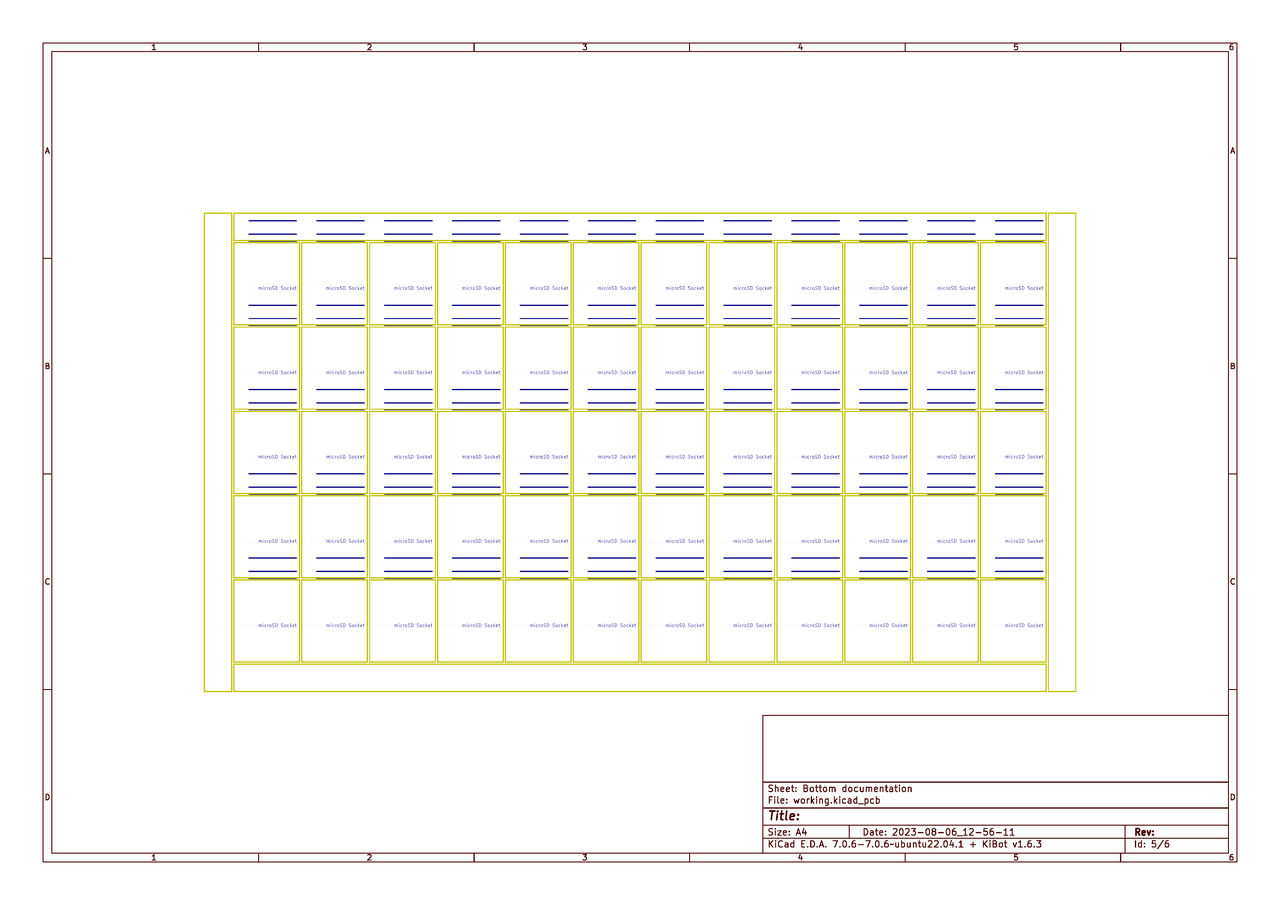 1 2 3 4 5 6
A A
microSD Socket microSD Socket microSD Socket microSD Socket microSD Socket microSD Socket microSD Socket microSD Socket microSD Socket microSD Socket microSD Socket microSD Socket
B B
microSD Socket microSD Socket microSD Socket microSD Socket microSD Socket microSD Socket microSD Socket microSD Socket microSD Socket microSD Socket microSD Socket microSD Socket
microSD Socket microSD Socket microSD Socket microSD Socket microSD Socket microSD Socket microSD Socket microSD Socket microSD Socket microSD Socket microSD Socket microSD Socket
microSD Socket microSD Socket microSD Socket microSD Socket microSD Socket microSD Socket microSD Socket microSD Socket microSD Socket microSD Socket microSD Socket microSD Socket
C C
microSD Socket microSD Socket microSD Socket microSD Socket microSD Socket microSD Socket microSD Socket microSD Socket microSD Socket microSD Socket microSD Socket microSD Socket
Sheet: Bottom documentation
D D
File: working.kicad_pcb
Title:
Size: A4 Date: 2023-08-06_12-56-11 Rev:
KiCad E.D.A. 7.0.6-7.0.6~ubuntu22.04.1 + KiBot v1.6.3 Id: 5/6
1 2 3 4 5 6